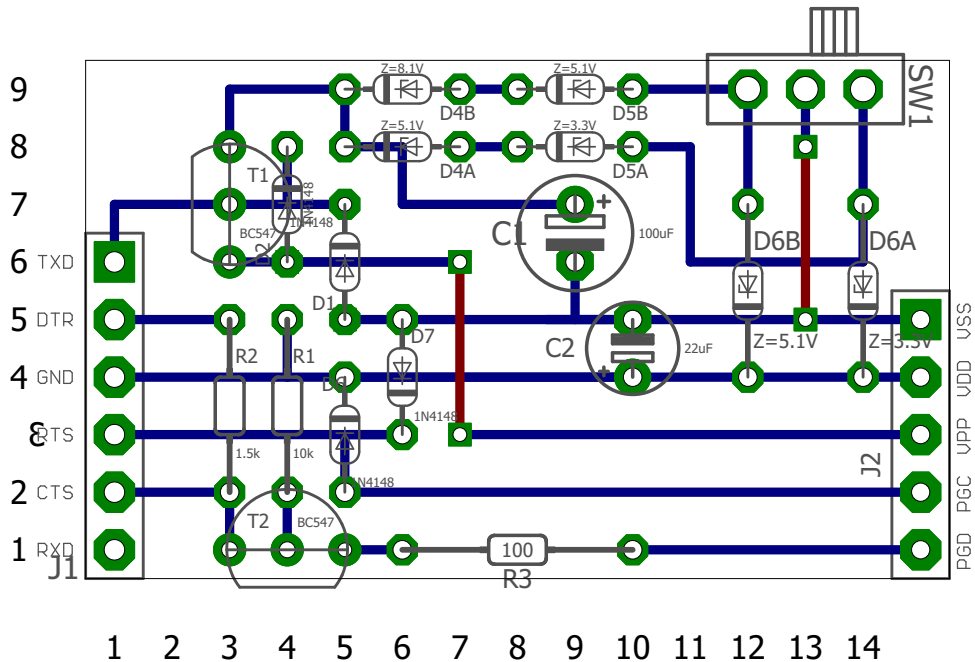 9
Z=8.1V
Z=5.1V
D4B
D5B
SW1
8
Z=5.1V
Z=3.3V
T1
D4A
D5A
7
1N4148
BC547
1N4148
D2
C1
+
100uF
D6B
D6A
6
TXD
D1
5
DTR
D7
R2
R1
C2
22uF
Z=5.1V
Z=3.3V
VSS
4
GND
+
VDD
3
RTS
1N4148
1.5k
10k
VPP
J2
2
CTS
1N4148
PGC
T2
BC547
1
RXD
100
R3
PGD
J1
1 2 3 4 5 6 7 8 9 10 11 12 13 14